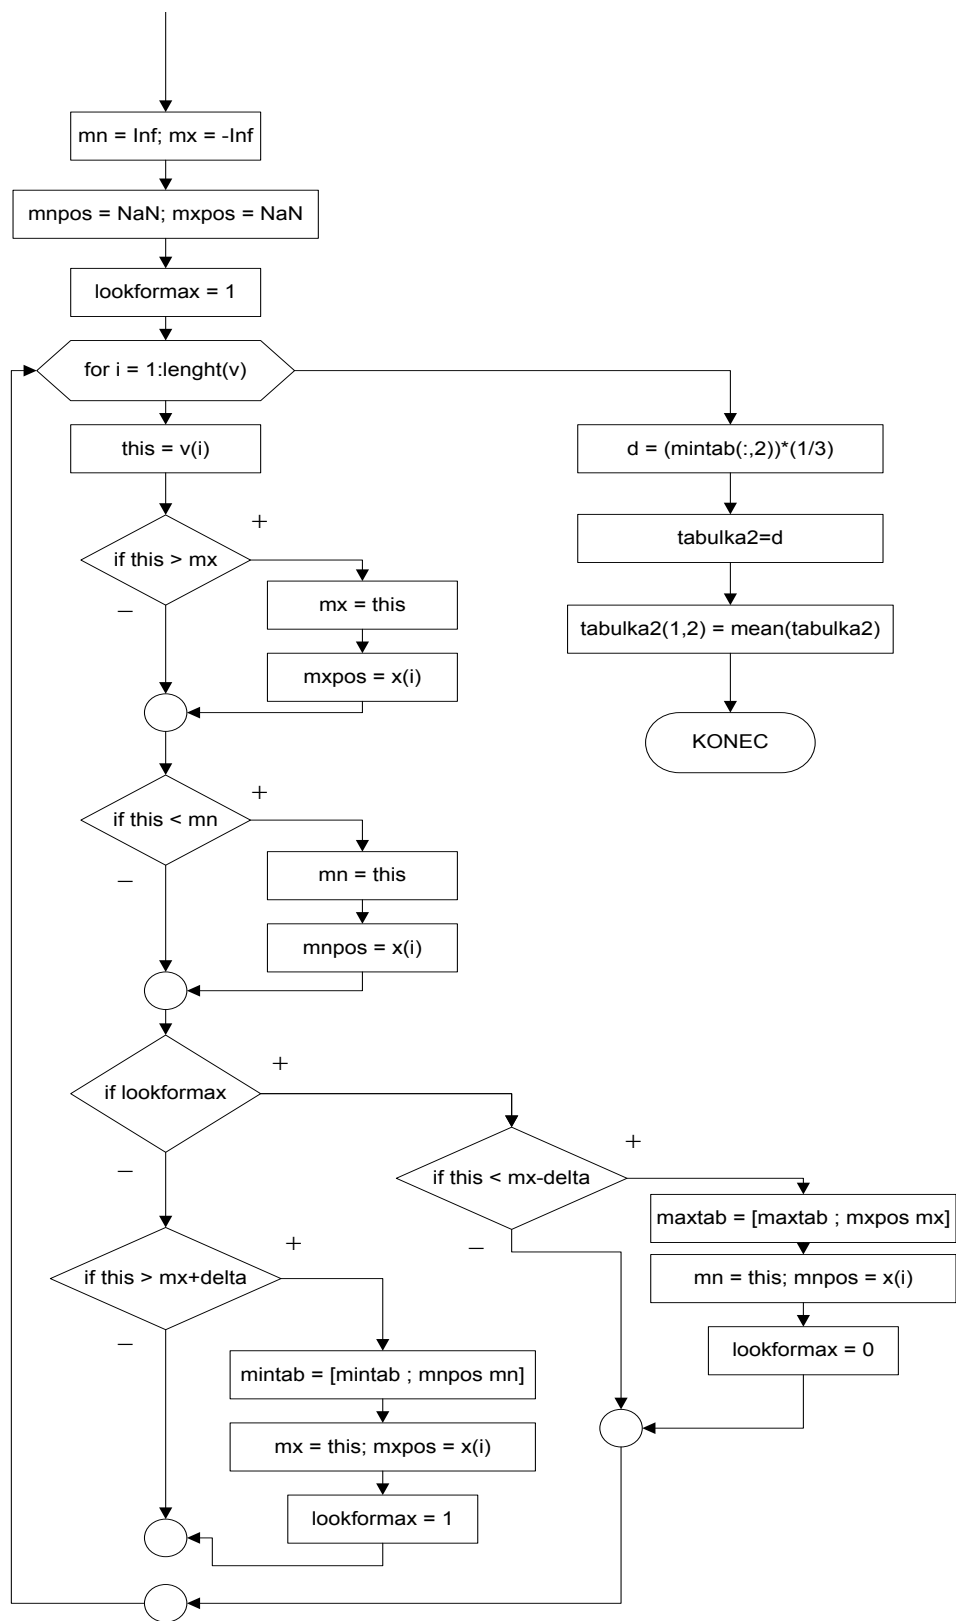 mn = Inf; mx = -Inf
mnpos = NaN; mxpos = NaN
lookformax = 1
for i = 1:lenght(v)
this = v(i)
if this > mx
+
−
mx = this
mxpos = x(i)
if this < mn
+
−
mn = this
mnpos = x(i)
if lookformax
+
−
if this < mx-delta
+
−
maxtab = [maxtab ; mxpos mx]
mn = this; mnpos = x(i)
lookformax = 0
if this > mx+delta
+
−
mintab = [mintab ; mnpos mn]
mx = this; mxpos = x(i)
lookformax = 1
d = (mintab(:,2))*(1/3)
tabulka2=d
tabulka2(1,2) = mean(tabulka2)
KONEC